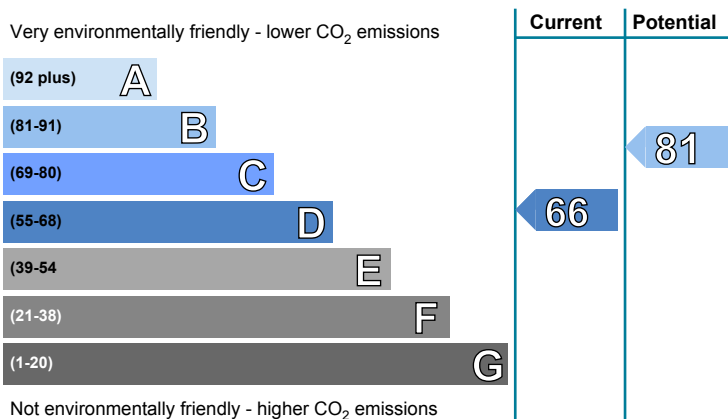 Current Potential
Very environmentally friendly - lower CO2 emissions
(92 plus) A
(81-91) B
81
(69-80) C
(55-68) D
66
(39-54 E
(21-38) F
(1-20) G
Not environmentally friendly - higher CO2 emissions